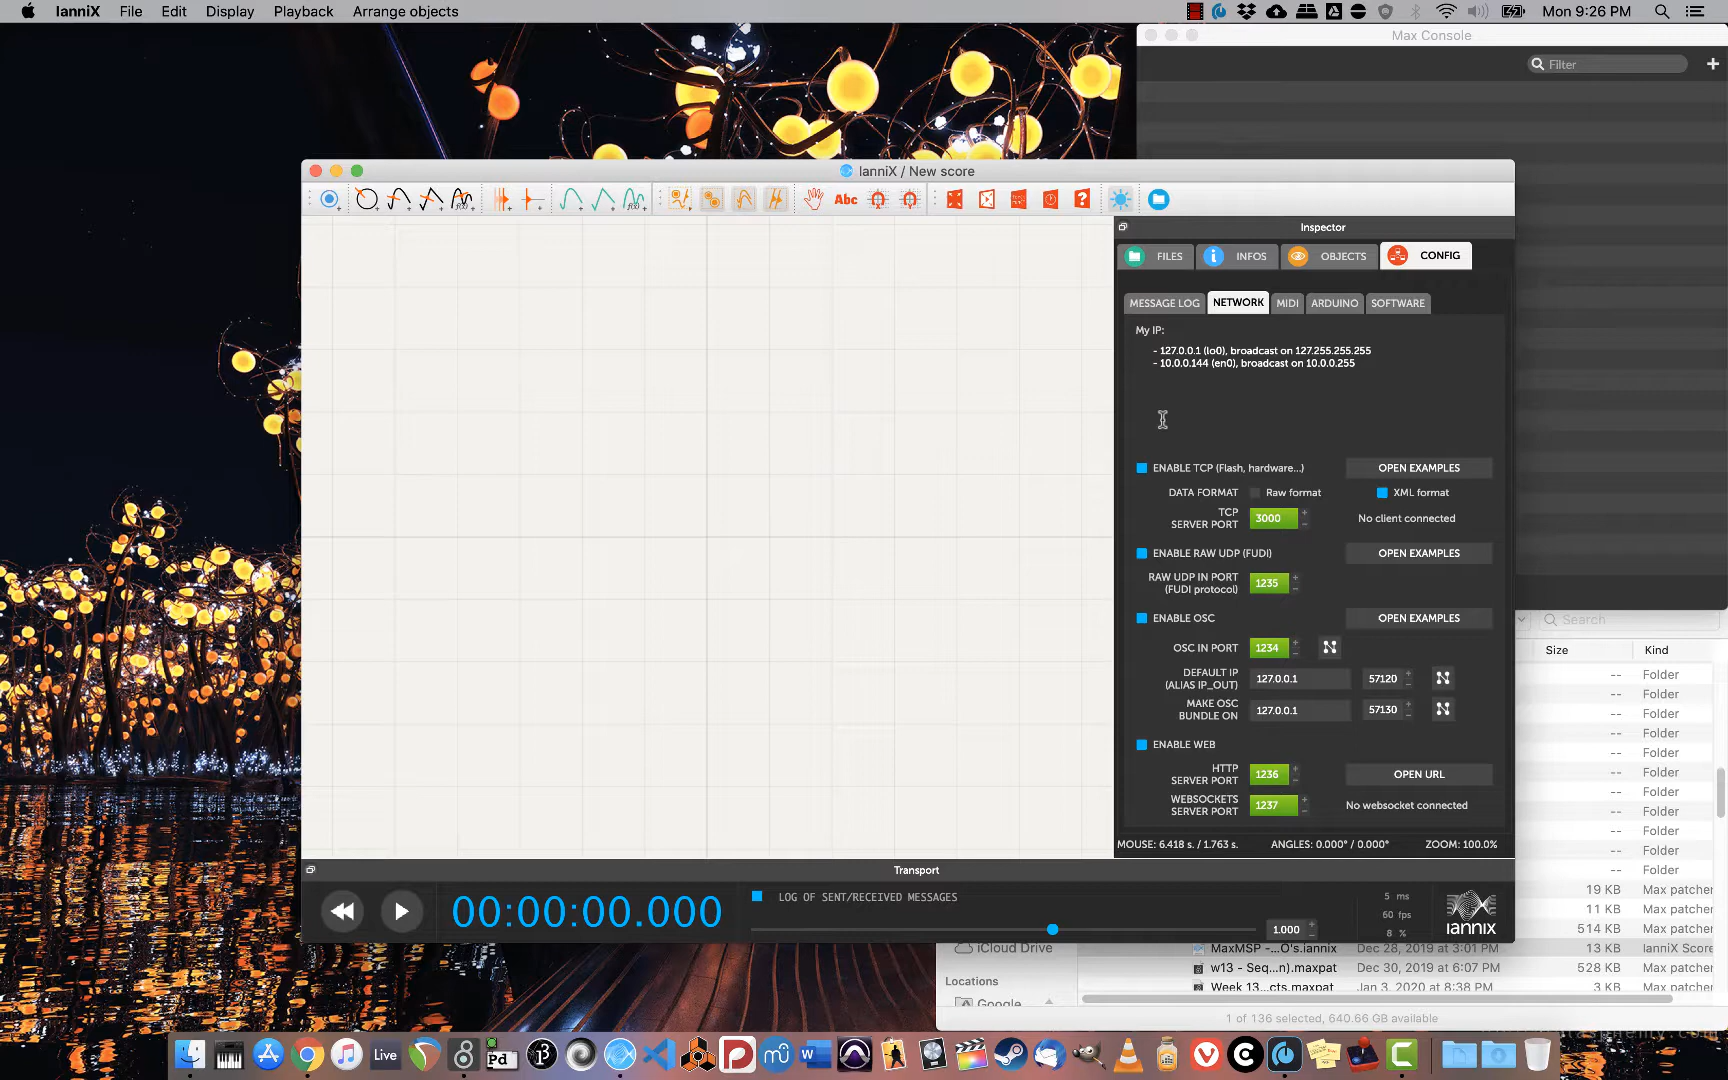 IanniX File Edit Display Playback Arrange objects
Mon 9:26 PM
Max Console
Filter
IanniX / New score
Abc
Inspector
FILES INFOS OBJECTS CONFIG
MESSAGE LOG NETWORK MIDI ARDUINO SOFTWARE
My IP:
- 127.0.0.1 (lo0), broadcast on 127.255.255.255
- 10.0.0.144 (en0), broadcast on 10.0.0.255
ENABLE TCP (Flash, hardware...) OPEN EXAMPLES
DATA FORMAT Raw format XML format
TCP
SERVER PORT 3000 No client connected
ENABLE RAW UDP (FUDI) OPEN EXAMPLES
RAW UDP IN PORT
(FUDI protocol) 1235
ENABLE OSC OPEN EXAMPLES
OSC IN PORT 1234
DEFAULT IP
(ALIAS IP_OUT) 127.0.0.1 57120
MAKE OSC
BUNDLE ON 127.0.0.1 57130
ENABLE WEB
HTTP
SERVER PORT 1236 OPEN URL
WEBSOCKETS
SERVER PORT 1237 No websocket connected
MOUSE: 6.418 s. / 1.763 s. ANGLES: 0.000° / 0.000° ZOOM: 100.0%
Transport
00:00:00.000
LOG OF SENT/RECEIVED MESSAGES
1.000
5 ms
60 fps
8 %
iannix
Search
Size Kind
-- Folder
-- Folder
-- Folder
-- Folder
-- Folder
-- Folder
-- Folder
-- Folder
-- Folder
-- Folder
-- Folder
19 KB Max patcher
11 KB Max patcher
514 KB Max patcher
iCloud Drive MaxMSP -...O's.iannix Dec 28, 2019 at 3:01 PM 13 KB IanniX Score
w13 - Seq...n).maxpat Dec 30, 2019 at 6:07 PM 528 KB Max patcher
Locations
Week 13...cts.maxpat Jan 3, 2020 at 8:38 PM 3 KB Max patcher
Google
1 of 136 selected, 640.66 GB available
Live
Pd